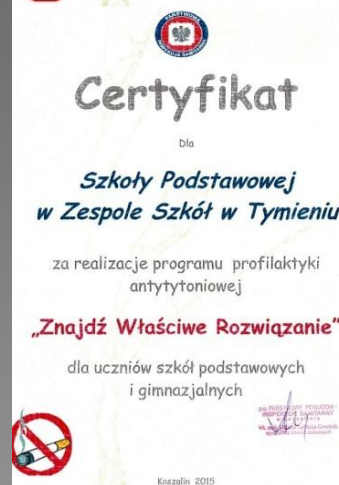 Certyfikat
Dla
Szkoły Podstawowej
w Zespole Szkół w Tymieniu
za realizacje programu profilaktyki
antytytoniowej
„Znajdź Właściwe Rozwiązanie”
dla uczniów szkół podstawowych
i gimnazjalnych
Koszalin 2015